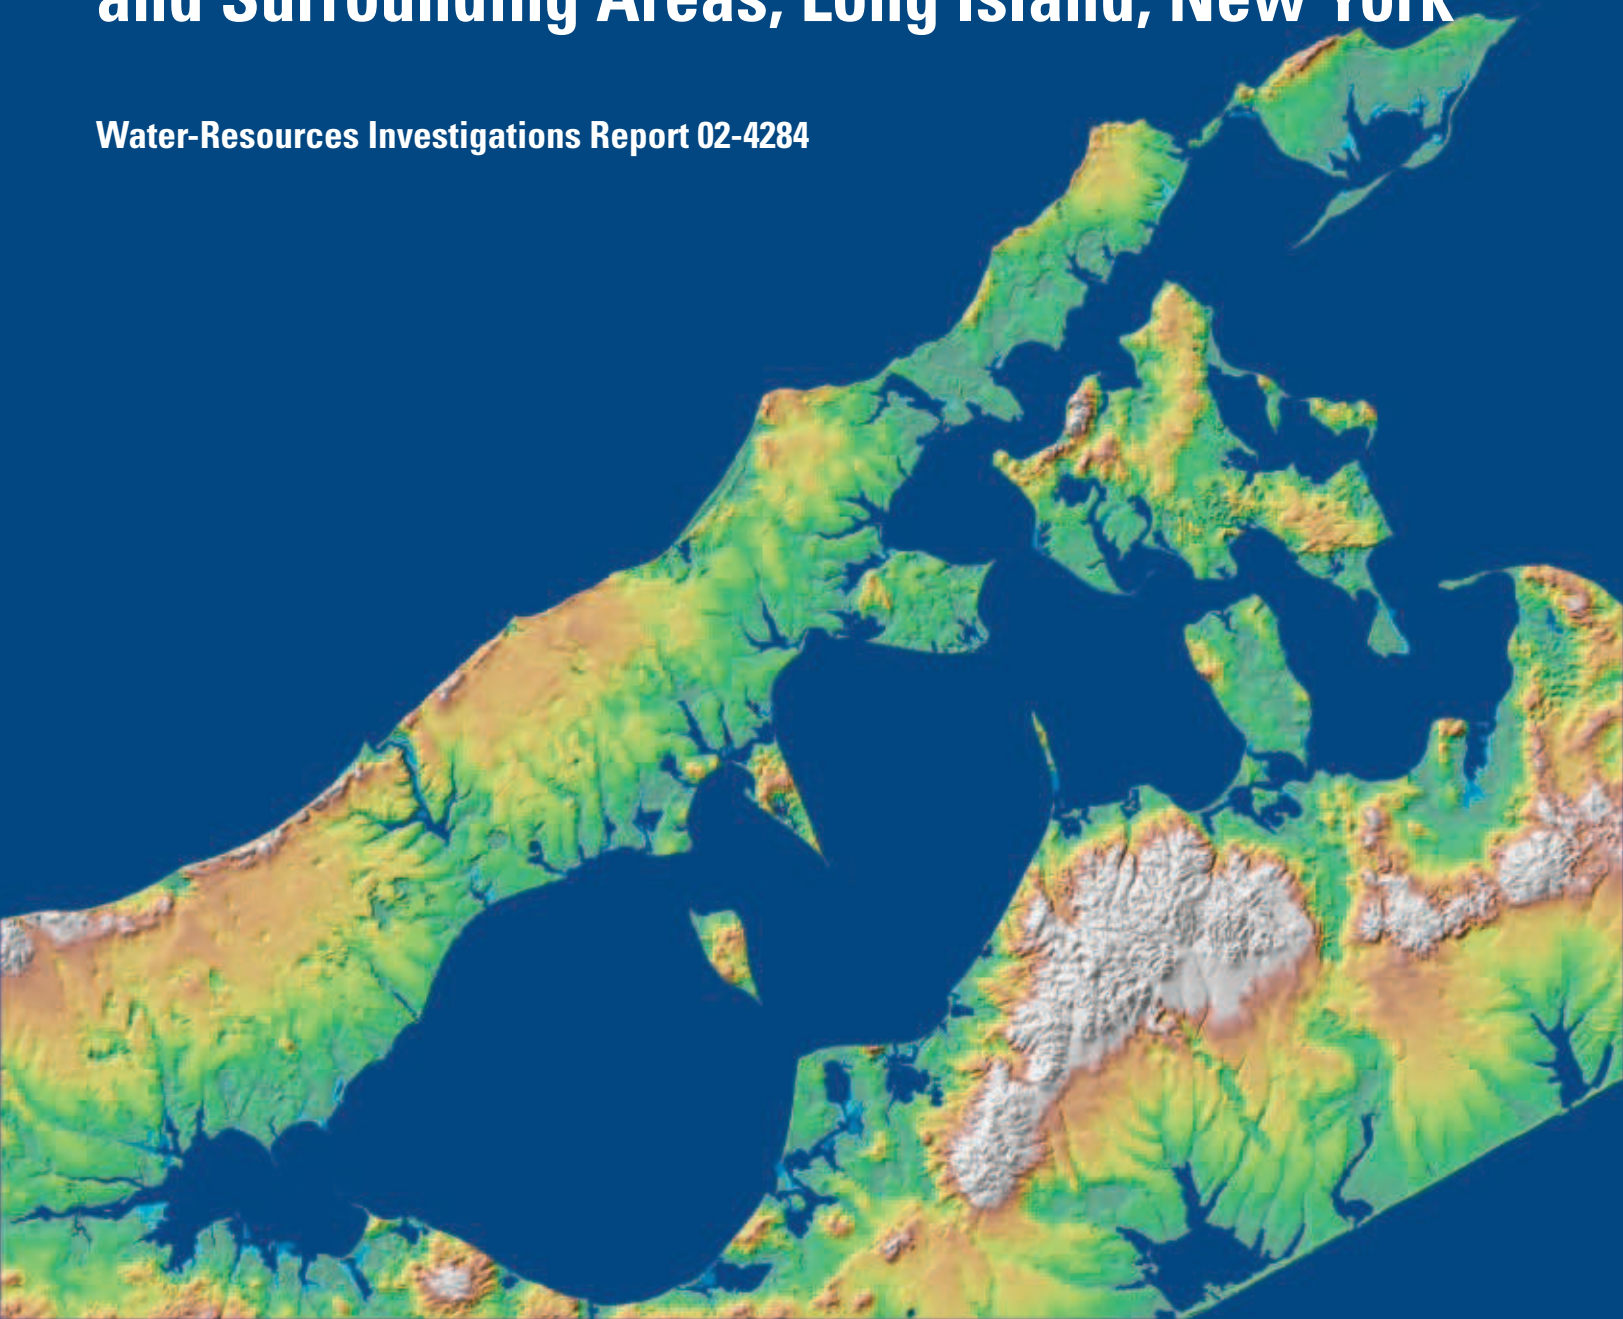 and Surrounding Areas, Long Island, New York
Water-Resources Investigations Report 02-4284